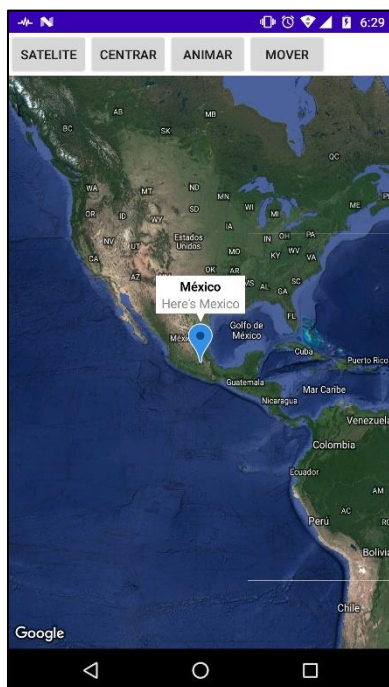 6:29
SATELITE CENTRAR ANIMAR MOVER
AB
MB
BC
SK
QC
WA
MT
ND
MN
ME
OR
ID
WY
SD
WI
MI
IA
NV
UT
Estados
Unidos
IN OH PA
CA
MO
KY WV
VA
AZ
OK AR
MS AL GA SC
FL
México
Here's Mexico
Golfo de
México
Méxic
Cuba
Puerto Rico
Guatemala
Mar Caribe
Nicaragua
Venezuela
Colombia
Ecuador
AM
Perú
AC
RO
Bolivia
Chile
Google